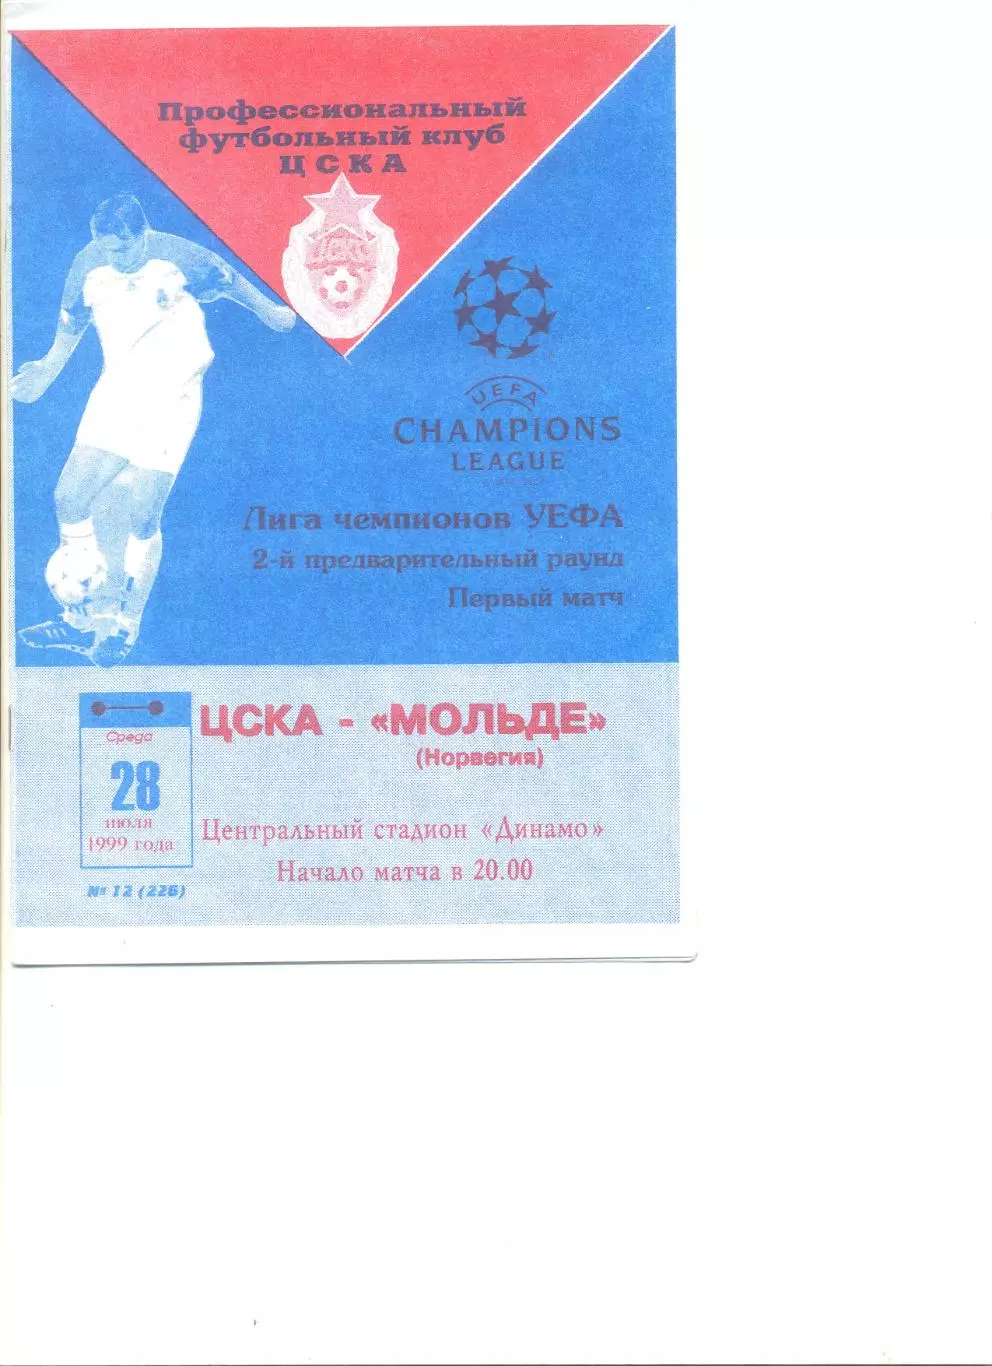 Профессиональный
футбольный клуб
ЦСКА
ЦСКА
UEFA
CHAMPIONS
LEAGUE
Лига чемпионов УЕФА
2-й предварительный раунд
Первый матч
ЦСКА - «МОЛЬДЕ»
(Норвегия)
Среда
28
июля
1999 года
Центральный стадион «Динамо»
Начало матча в 20.00
№ 12 (226)